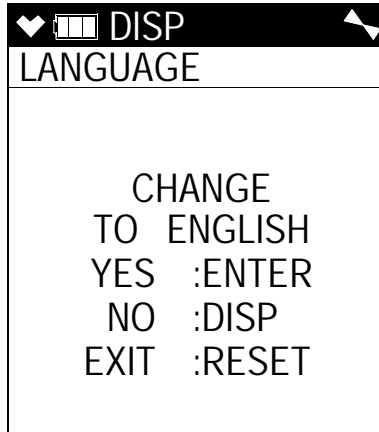 DISP
LANGUAGE
CHANGE
TO ENGLISH
YES :ENTER
NO :DISP
EXIT :RESET